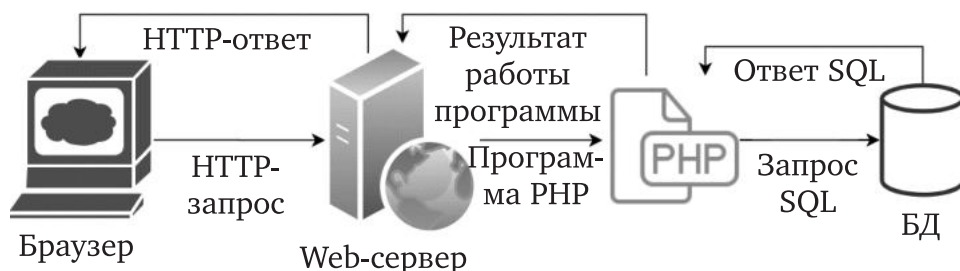 HTTP-ответ
Результат
работы
программы
Ответ SQL
HTTP-
запрос
Програм-
ма PHP
PHP
Запрос
SQL
Браузер
Web-сервер
БД